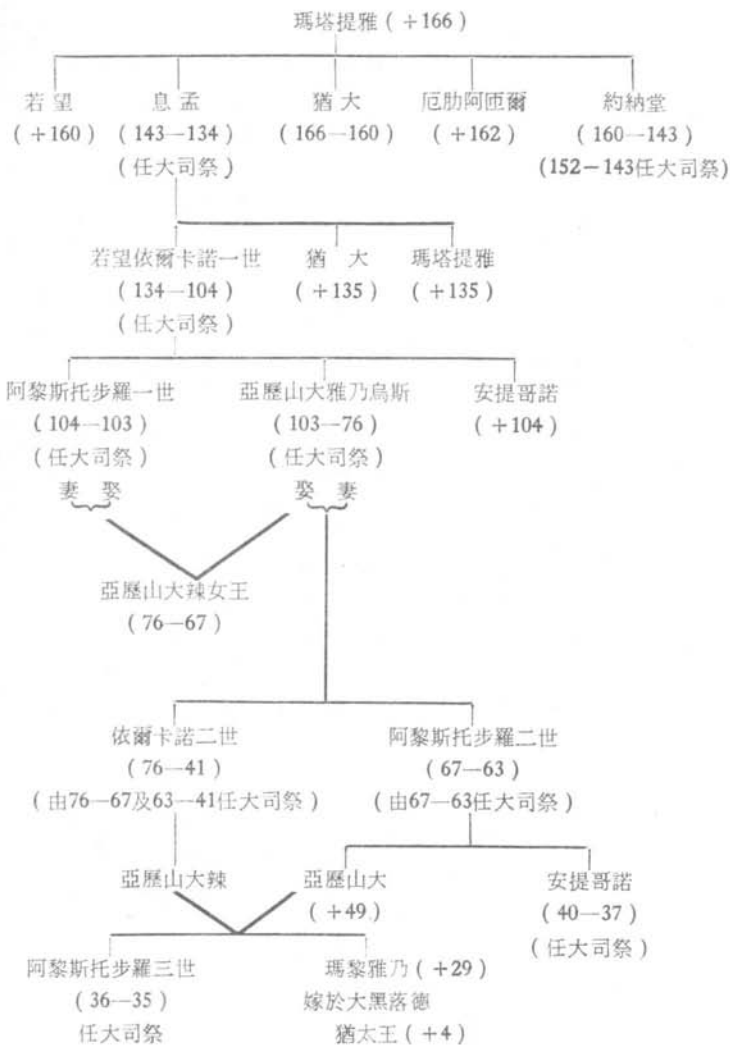 瑪塔提雅（+166）
若望 息孟 猶大 厄肋阿匝爾 約納堂
（+160）（143—134）（166—160）（+162）（160—143）
（任大司祭） (152-143任大司祭)
若望依爾卡諾一世 猶 大 瑪塔提雅
（134—104）（+135）（+135）
（任大司祭）
阿黎斯托步羅一世 亞歷山大雅乃烏斯 安提哥諾
（104—103）（103—76）（+104）
（任大司祭）（任大司祭）
妻 娶 娶 妻
亞歷山大辣女王
（76—67）
依爾卡諾二世 阿黎斯托步羅二世
（76—41）（67—63）
（由76—67及63—41任大司祭）（由67—63任大司祭）
亞歷山大辣 亞歷山大 安提哥諾
（+49）（40—37）
（任大司祭）
阿黎斯托步羅三世 瑪黎雅乃（+29）
（36—35） 嫁於大黑落德
任大司祭 猶太王（+4）